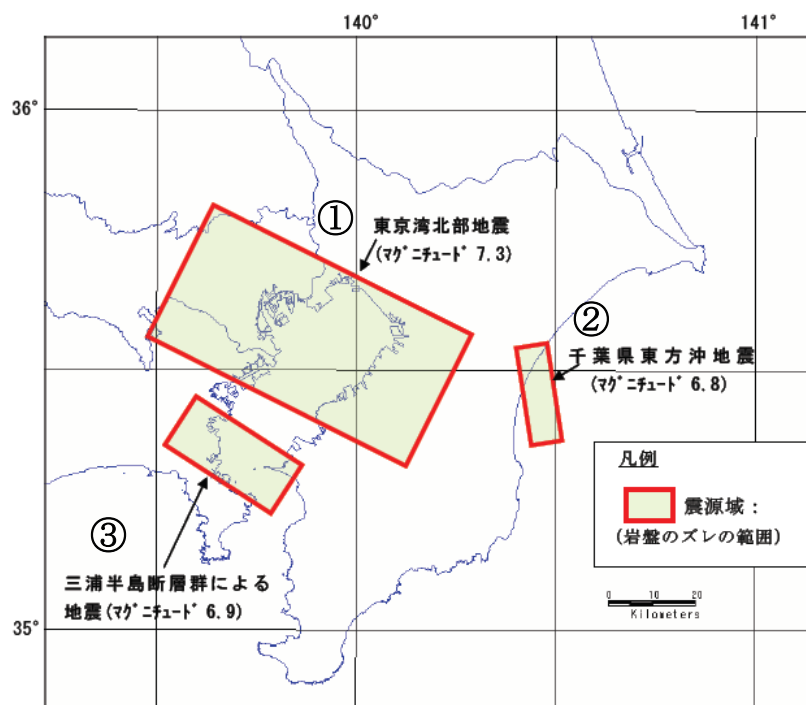 140°
141°
36°
①
東京湾北部地震
(ﾏｸﾞﾆﾁｭｰﾄﾞ 7.3)
②
千葉県東方沖地震
(ﾏｸﾞﾆﾁｭｰﾄﾞ 6.8)
凡例
震源域：
(岩盤のズレの範囲)
③
三浦半島断層群による
地震(ﾏｸﾞﾆﾁｭｰﾄﾞ 6.9)
0 10 20
Kilometers
35°